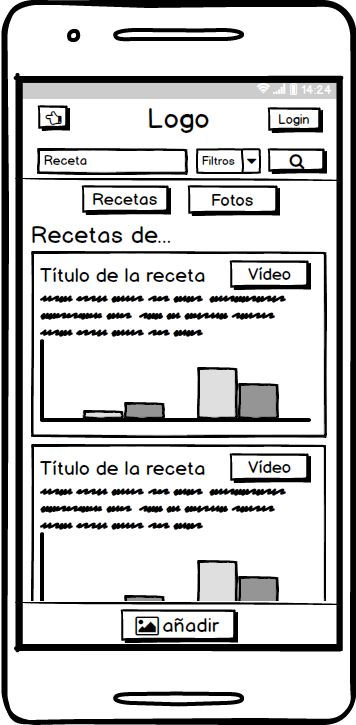 14:24
Logo
Login
Receta
Filtros
Recetas
Fotos
Recetas de...
Título de la receta
Vídeo
Título de la receta
Vídeo
añadir